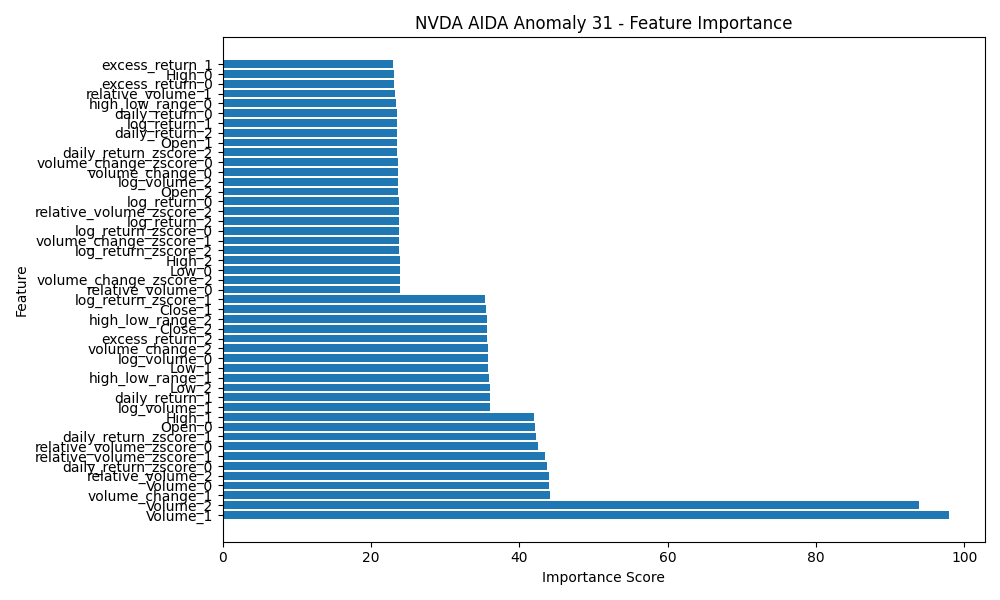 NVDA AIDA Anomaly 31 - Feature Importance
excess_return_1
High_0
excess_return_0
relative_volume_1
high_low_range_0
daily_return_0
log_return_1
daily_return_2
Open_1
daily_return_zscore_2
volume_change_zscore_0
volume_change_0
log_volume_2
Open_2
log_return_0
relative_volume_zscore_2
log_return_2
log_return_zscore_0
volume_change_zscore_1
log_return_zscore_2
High_2
Low_0
volume_change_zscore_2
relative_volume_0
log_return_zscore_1
Close_1
high_low_range_2
Close_2
excess_return_2
volume_change_2
log_volume_0
Low_1
high_low_range_1
Low_2
daily_return_1
log_volume_1
High_1
Open_0
daily_return_zscore_1
relative_volume_zscore_0
relative_volume_zscore_1
daily_return_zscore_0
relative_volume_2
Volume_0
volume_change_1
Volume_2
Volume_1
Feature
0 20 40 60 80 100
Importance Score